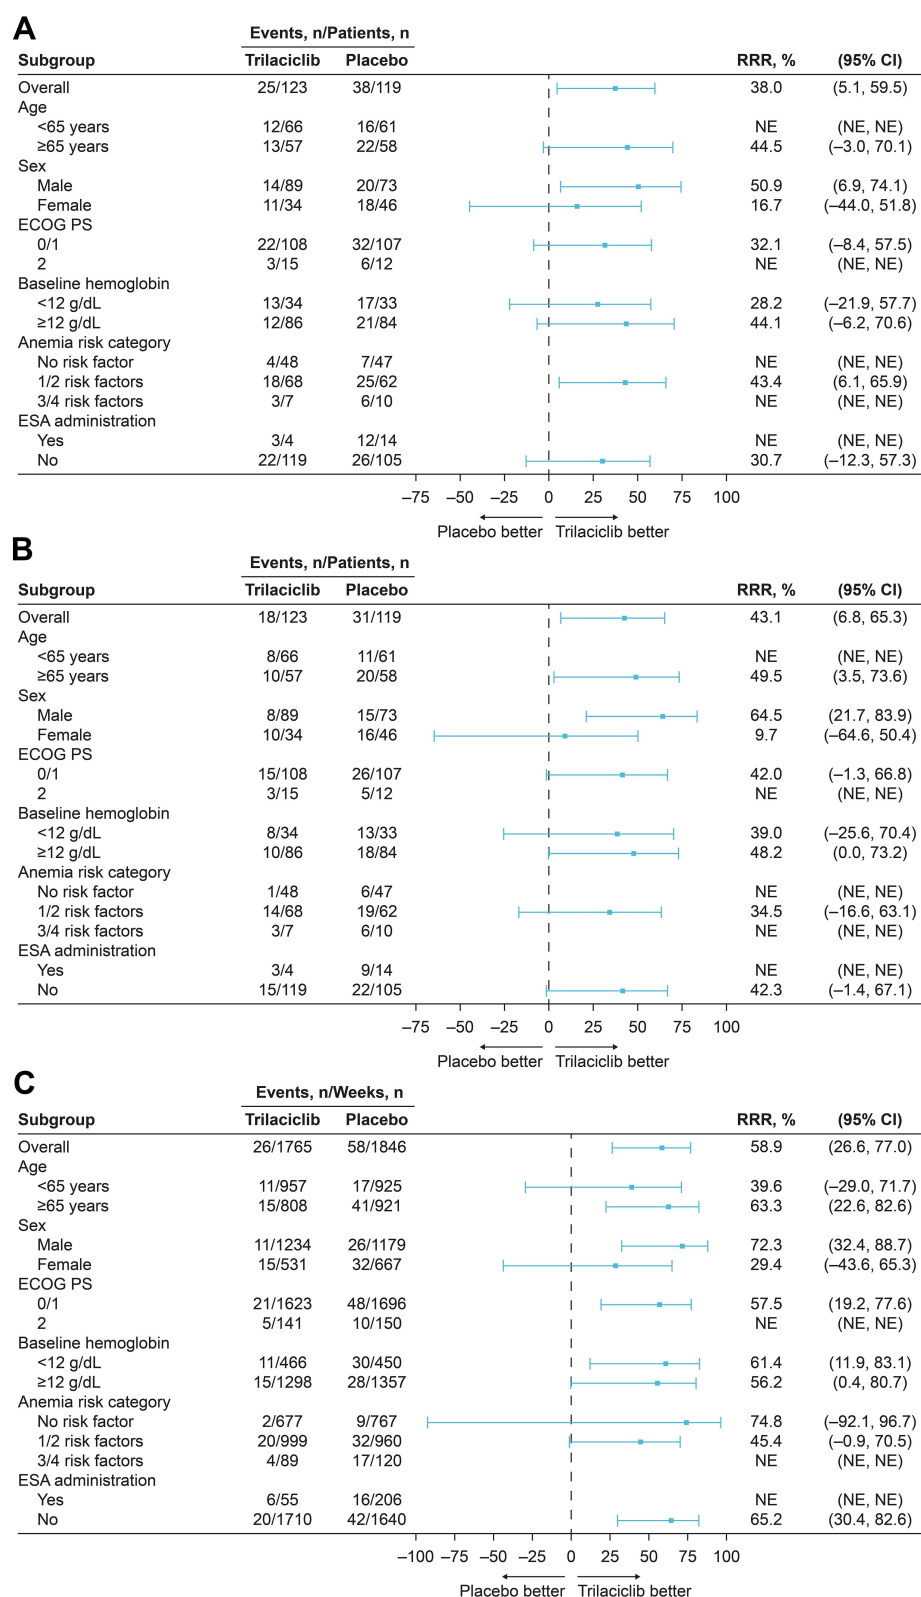 A
Events, n/Patients, n
Subgroup Trilaciclib Placebo RRR, % (95% CI)
Overall 25/123 38/119 38.0 (5.1, 59.5)
Age
<65 years 12/66 16/61 NE (NE, NE)
≥65 years 13/57 22/58 44.5 (–3.0, 70.1)
Sex
Male 14/89 20/73 50.9 (6.9, 74.1)
Female 11/34 18/46 16.7 (–44.0, 51.8)
ECOG PS
0/1 22/108 32/107 32.1 (–8.4, 57.5)
2 3/15 6/12 NE (NE, NE)
Baseline hemoglobin
<12 g/dL 13/34 17/33 28.2 (–21.9, 57.7)
≥12 g/dL 12/86 21/84 44.1 (–6.2, 70.6)
Anemia risk category
No risk factor 4/48 7/47 NE (NE, NE)
1/2 risk factors 18/68 25/62 43.4 (6.1, 65.9)
3/4 risk factors 3/7 6/10 NE (NE, NE)
ESA administration
Yes 3/4 12/14 NE (NE, NE)
No 22/119 26/105 30.7 (–12.3, 57.3)
–75 –50 –25 0 25 50 75 100
Placebo better Trilaciclib better
B
Events, n/Patients, n
Subgroup Trilaciclib Placebo RRR, % (95% CI)
Overall 18/123 31/119 43.1 (6.8, 65.3)
Age
<65 years 8/66 11/61 NE (NE, NE)
≥65 years 10/57 20/58 49.5 (3.5, 73.6)
Sex
Male 8/89 15/73 64.5 (21.7, 83.9)
Female 10/34 16/46 9.7 (–64.6, 50.4)
ECOG PS
0/1 15/108 26/107 42.0 (–1.3, 66.8)
2 3/15 5/12 NE (NE, NE)
Baseline hemoglobin
<12 g/dL 8/34 13/33 39.0 (–25.6, 70.4)
≥12 g/dL 10/86 18/84 48.2 (0.0, 73.2)
Anemia risk category
No risk factor 1/48 6/47 NE (NE, NE)
1/2 risk factors 14/68 19/62 34.5 (–16.6, 63.1)
3/4 risk factors 3/7 6/10 NE (NE, NE)
ESA administration
Yes 3/4 9/14 NE (NE, NE)
No 15/119 22/105 42.3 (–1.4, 67.1)
–75 –50 –25 0 25 50 75 100
Placebo better Trilaciclib better
C
Events, n/Weeks, n
Subgroup Trilaciclib Placebo RRR, % (95% CI)
Overall 26/1765 58/1846 58.9 (26.6, 77.0)
Age
<65 years 11/957 17/925 39.6 (–29.0, 71.7)
≥65 years 15/808 41/921 63.3 (22.6, 82.6)
Sex
Male 11/1234 26/1179 72.3 (32.4, 88.7)
Female 15/531 32/667 29.4 (–43.6, 65.3)
ECOG PS
0/1 21/1623 48/1696 57.5 (19.2, 77.6)
2 5/141 10/150 NE (NE, NE)
Baseline hemoglobin
<12 g/dL 11/466 30/450 61.4 (11.9, 83.1)
≥12 g/dL 15/1298 28/1357 56.2 (0.4, 80.7)
Anemia risk category
No risk factor 2/677 9/767 74.8 (–92.1, 96.7)
1/2 risk factors 20/999 32/960 45.4 (–0.9, 70.5)
3/4 risk factors 4/89 17/120 NE (NE, NE)
ESA administration
Yes 6/55 16/206 NE (NE, NE)
No 20/1710 42/1640 65.2 (30.4, 82.6)
–100 –75 –50 –25 0 25 50 75 100
Placebo better Trilaciclib better